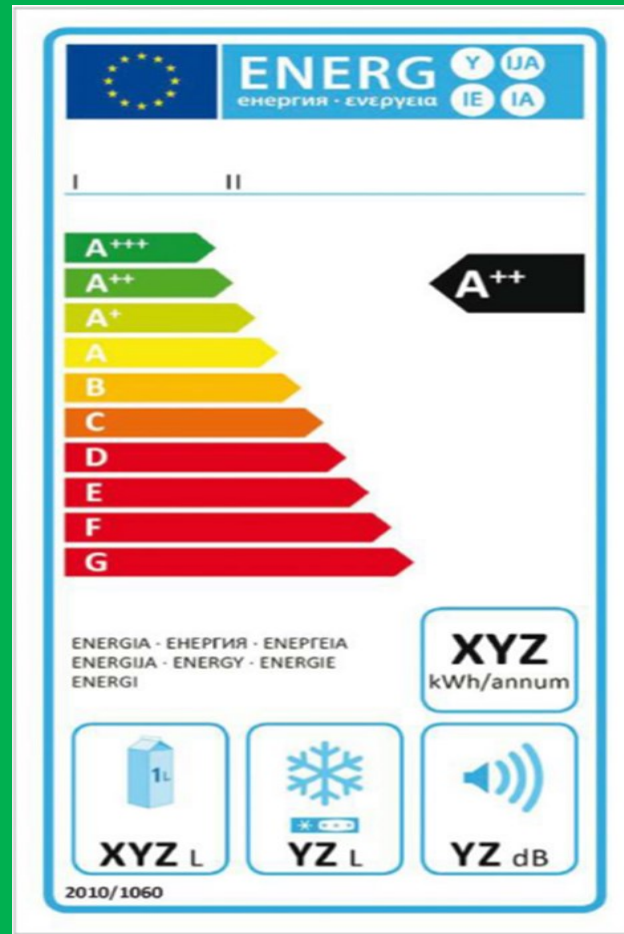 ENERG Y IJA
енергия · ενεργεια IE IA
I II
A+++
A++ A++
A+
A
B
C
D
E
F
G
ENERGIA · ЕНЕРГИЯ · ΕΝΕΡΓΕΙΑ
ENERGIJA · ENERGY · ENERGIE
ENERGI
XYZ
kWh/annum
1L
XYZ L YZ L YZ dB
2010/1060